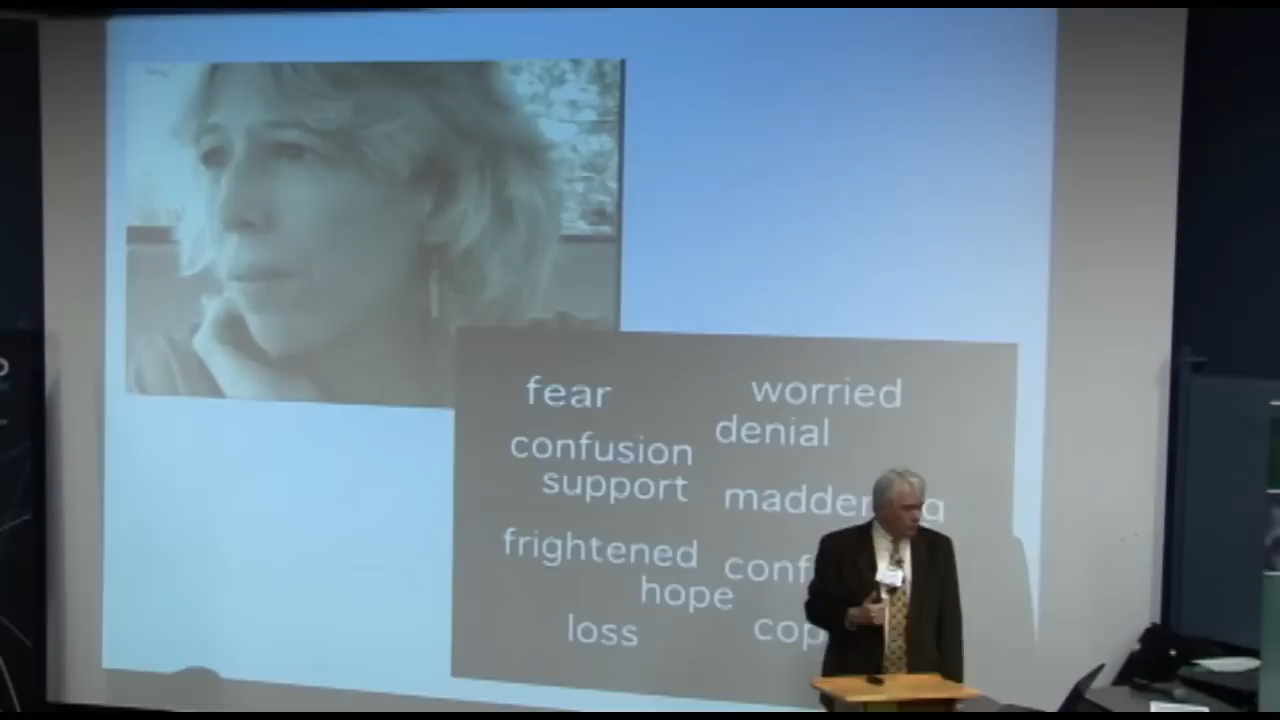 fear worried
denial
confusion
support
frightened
hope
loss